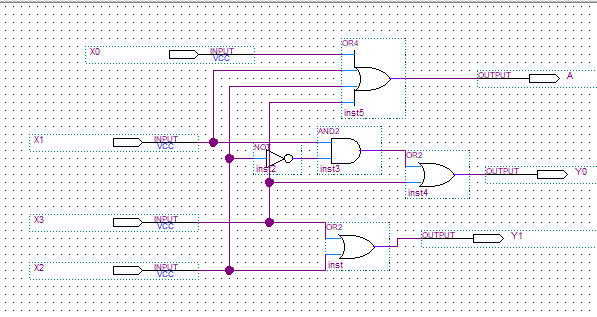 X0
INPUT
VCC
OR4
inst5
OUTPUT
A
X1
INPUT
VCC
NOT
inst2
AND2
inst3
OR2
inst4
OUTPUT
Y0
X3
INPUT
VCC
OR2
inst
OUTPUT
Y1
X2
INPUT
VCC